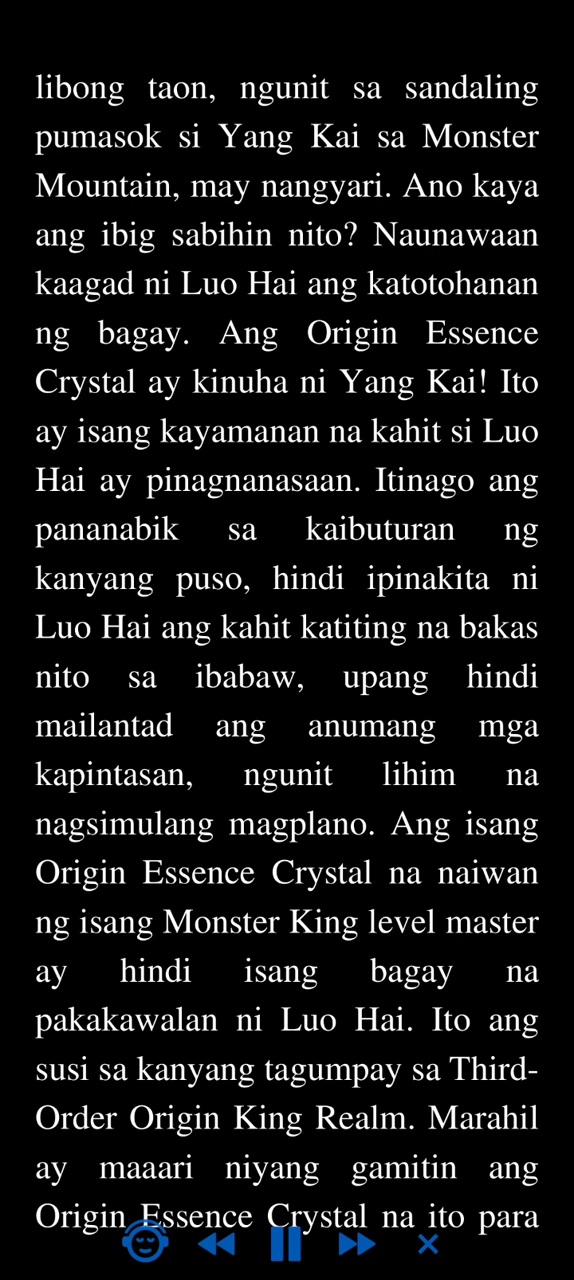 libong taon, ngunit sa sandaling
pumasok si Yang Kai sa Monster
Mountain, may nangyari. Ano kaya
ang ibig sabihin nito? Naunawaan
kaagad ni Luo Hai ang katotohanan
ng bagay. Ang Origin Essence
Crystal ay kinuha ni Yang Kai! Ito
ay isang kayamanan na kahit si Luo
Hai ay pinagnanasaan. Itinago ang
pananabik sa kaibuturan ng
kanyang puso, hindi ipinakita ni
Luo Hai ang kahit katiting na bakas
nito sa ibabaw, upang hindi
mailantad ang anumang mga
kapintasan, ngunit lihim na
nagsimulang magplano. Ang isang
Origin Essence Crystal na naiwan
ng isang Monster King level master
ay hindi isang bagay na
pakakawalan ni Luo Hai. Ito ang
susi sa kanyang tagumpay sa Third-
Order Origin King Realm. Marahil
ay maaari niyang gamitin ang
Origin Essence Crystal na ito para